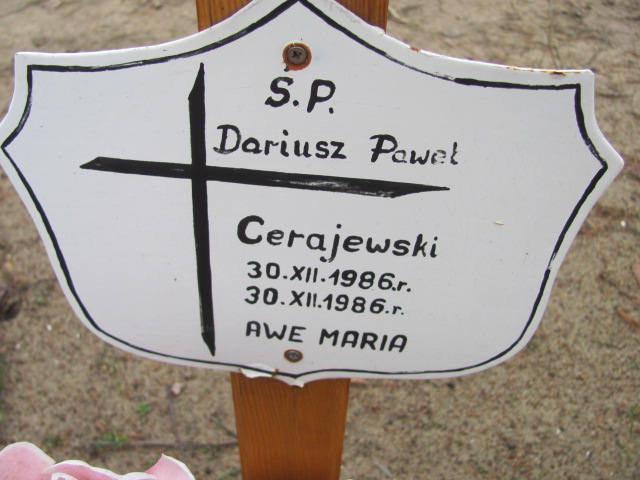 S.P.
Dariusz Paweł
Cerajewski
30.XII.1986.r.
30.XII.1986.r.
AWE MARIA